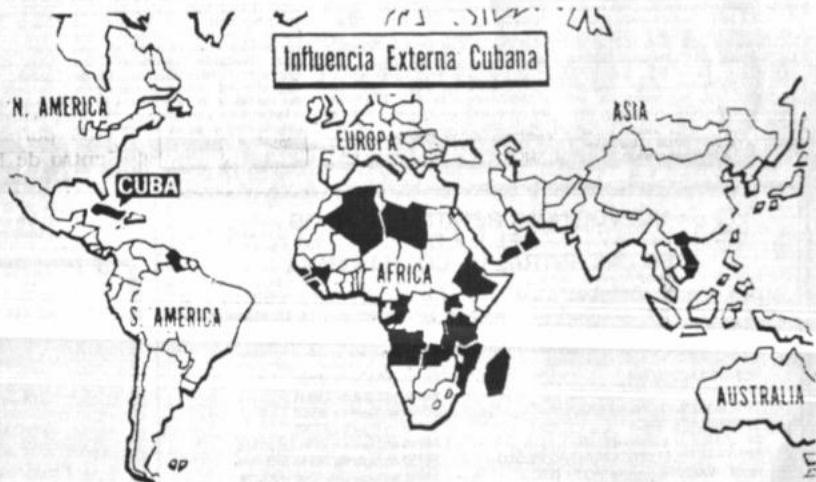 Influencia Externa Cubana
N. AMERICA
EUROPA
ASIA
CUBA
AFRICA
S. AMERICA
AUSTRALIA